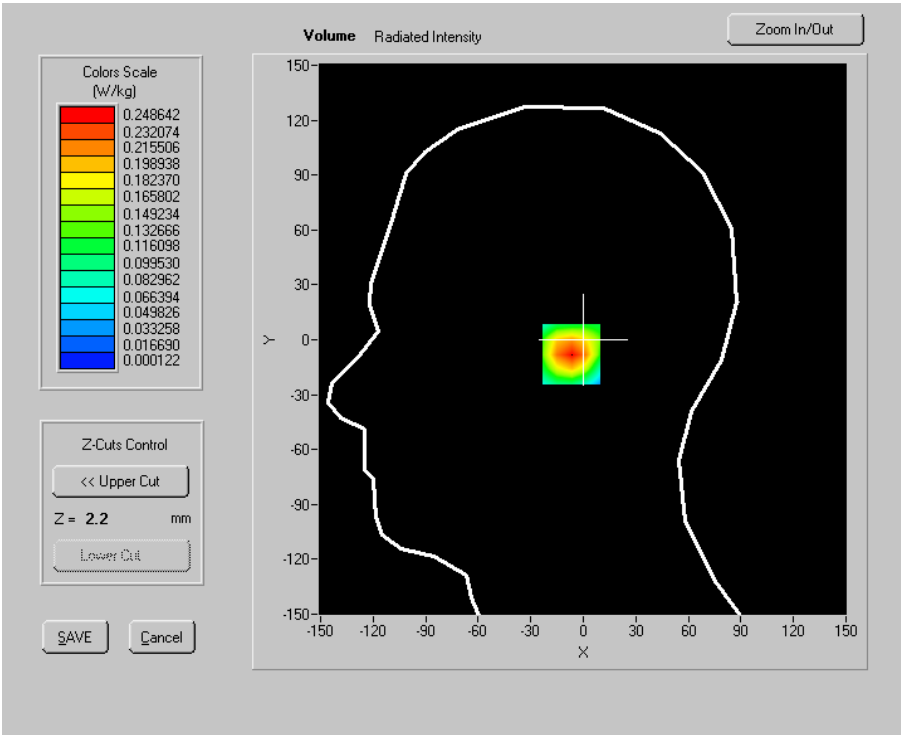 Volume Radiated Intensity
Zoom In/Out
Colors Scale
(W/kg)
0.248642
0.232074
0.215506
0.198938
0.182370
0.165802
0.149234
0.132666
0.116098
0.099530
0.082962
0.066394
0.049826
0.033258
0.016690
0.000122
Z-Cuts Control
<< Upper Cut
Z = 2.2 mm
Lower Cut
SAVE
Cancel
150
120
90
60
30
0
-30
-60
-90
-120
-150
Y
-150 -120 -90 -60 -30 0 30 60 90 120 150
X